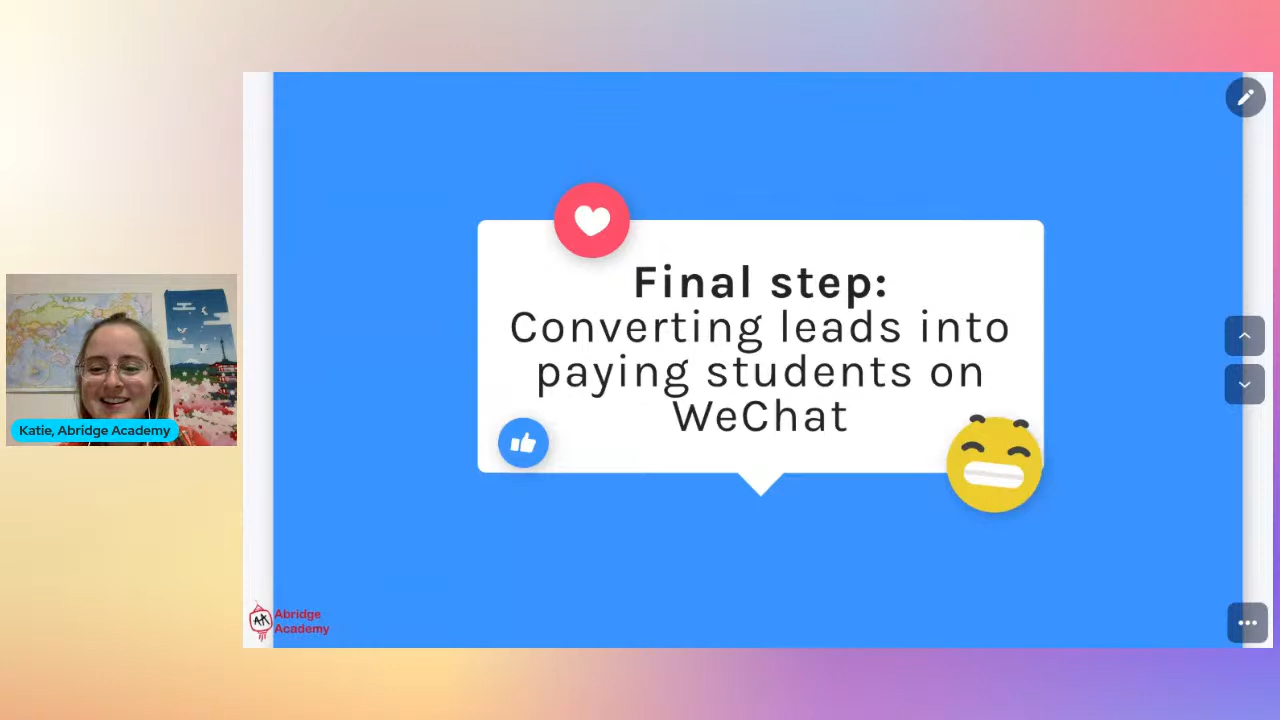 Final step:
Converting leads into
paying students on
WeChat
Katie, Abridge Academy
Abridge
Academy